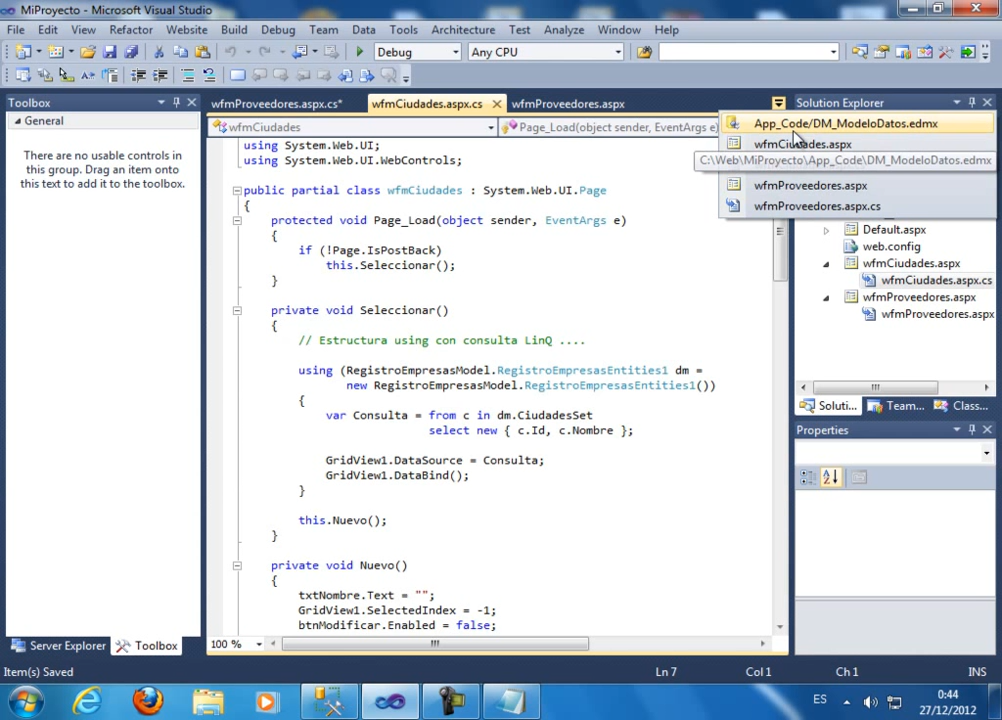 MiProyecto - Microsoft Visual Studio
File Edit View Refactor Website Build Debug Team Data Tools Architecture Test Analyze Window Help
Debug Any CPU
Toolbox
General
There are no usable controls in
this group. Drag an item onto
this text to add it to the toolbox.
Server Explorer Toolbox
wfmProveedores.aspx.cs* wfmCiudades.aspx.cs wfmProveedores.aspx
wfmCiudades Page_Load(object sender, EventArgs e)
using System.Web.UI;
using System.Web.UI.WebControls;
public partial class wfmCiudades : System.Web.UI.Page
{
protected void Page_Load(object sender, EventArgs e)
{
if (!Page.IsPostBack)
this.Seleccionar();
}
private void Seleccionar()
{
// Estructura using con consulta LinQ ....
using (RegistroEmpresasModel.RegistroEmpresasEntities1 dm =
new RegistroEmpresasModel.RegistroEmpresasEntities1())
{
var Consulta = from c in dm.CiudadesSet
select new { c.Id, c.Nombre };
GridView1.DataSource = Consulta;
GridView1.DataBind();
}
this.Nuevo();
}
private void Nuevo()
{
txtNombre.Text = "";
GridView1.SelectedIndex = -1;
btnModificar.Enabled = false;
100 %
Solution Explorer
App_Code/DM_ModeloDatos.edmx
wfmCiudades.aspx
C:\Web\MiProyecto\App_Code\DM_ModeloDatos.edmx
wfmProveedores.aspx
wfmProveedores.aspx.cs
Default.aspx
web.config
wfmCiudades.aspx
wfmCiudades.aspx.cs
wfmProveedores.aspx
wfmProveedores.aspx
Soluti... Team... Class...
Properties
Item(s) Saved Ln 7 Col 1 Ch 1 INS
ES 0:44
27/12/2012